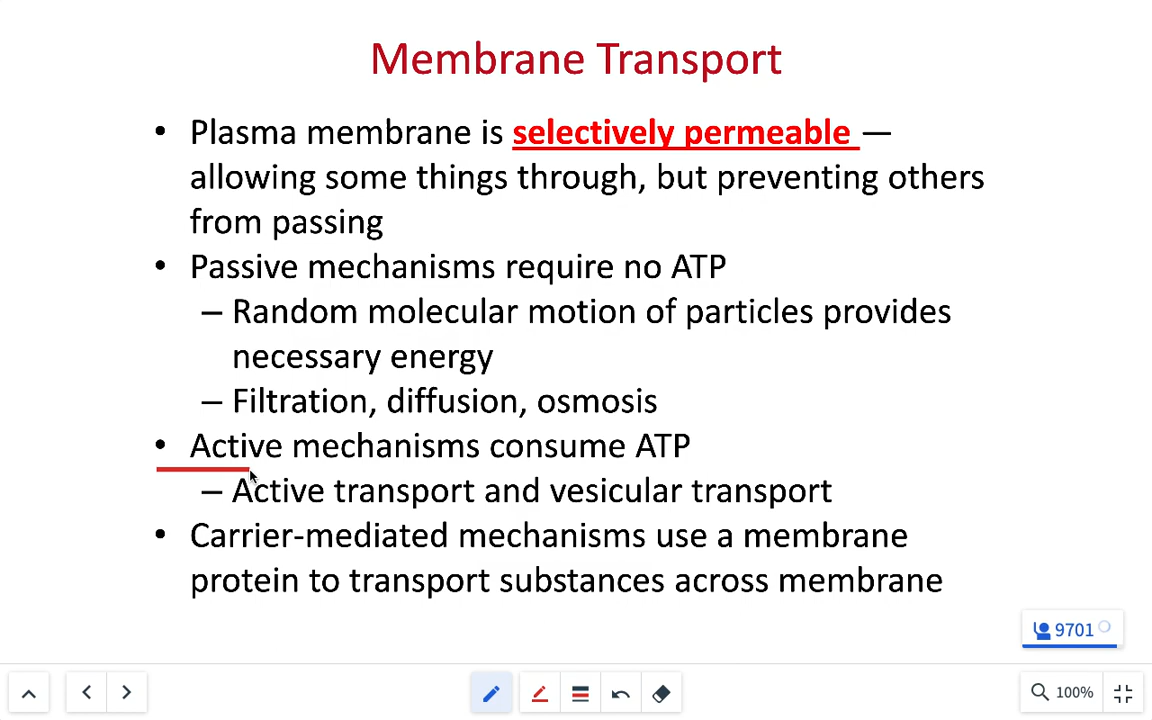 Membrane Transport
• Plasma membrane is selectively permeable —
allowing some things through, but preventing others
from passing
• Passive mechanisms require no ATP
– Random molecular motion of particles provides
necessary energy
– Filtration, diffusion, osmosis
• Active mechanisms consume ATP
– Active transport and vesicular transport
• Carrier-mediated mechanisms use a membrane
protein to transport substances across membrane
9701
100%